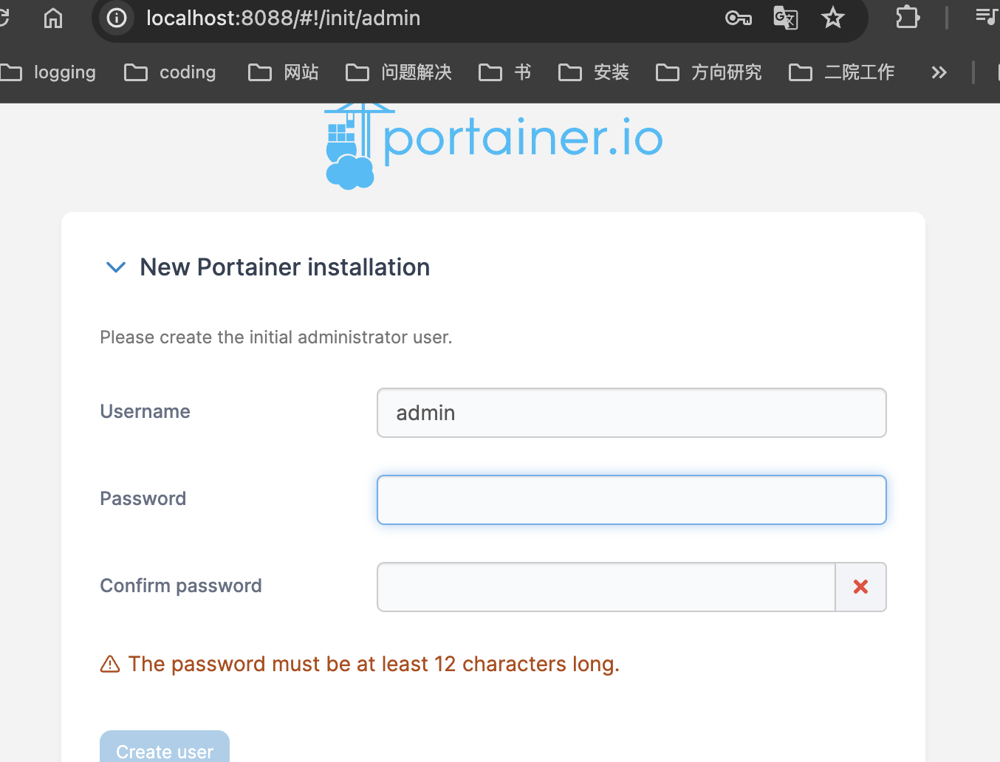 localhost:8088/#!/init/admin
logging coding 网站 问题解决 书 安装 方向研究 二院工作
portainer.io
New Portainer installation
Please create the initial administrator user.
Username
admin
Password
Confirm password
The password must be at least 12 characters long.
Create user